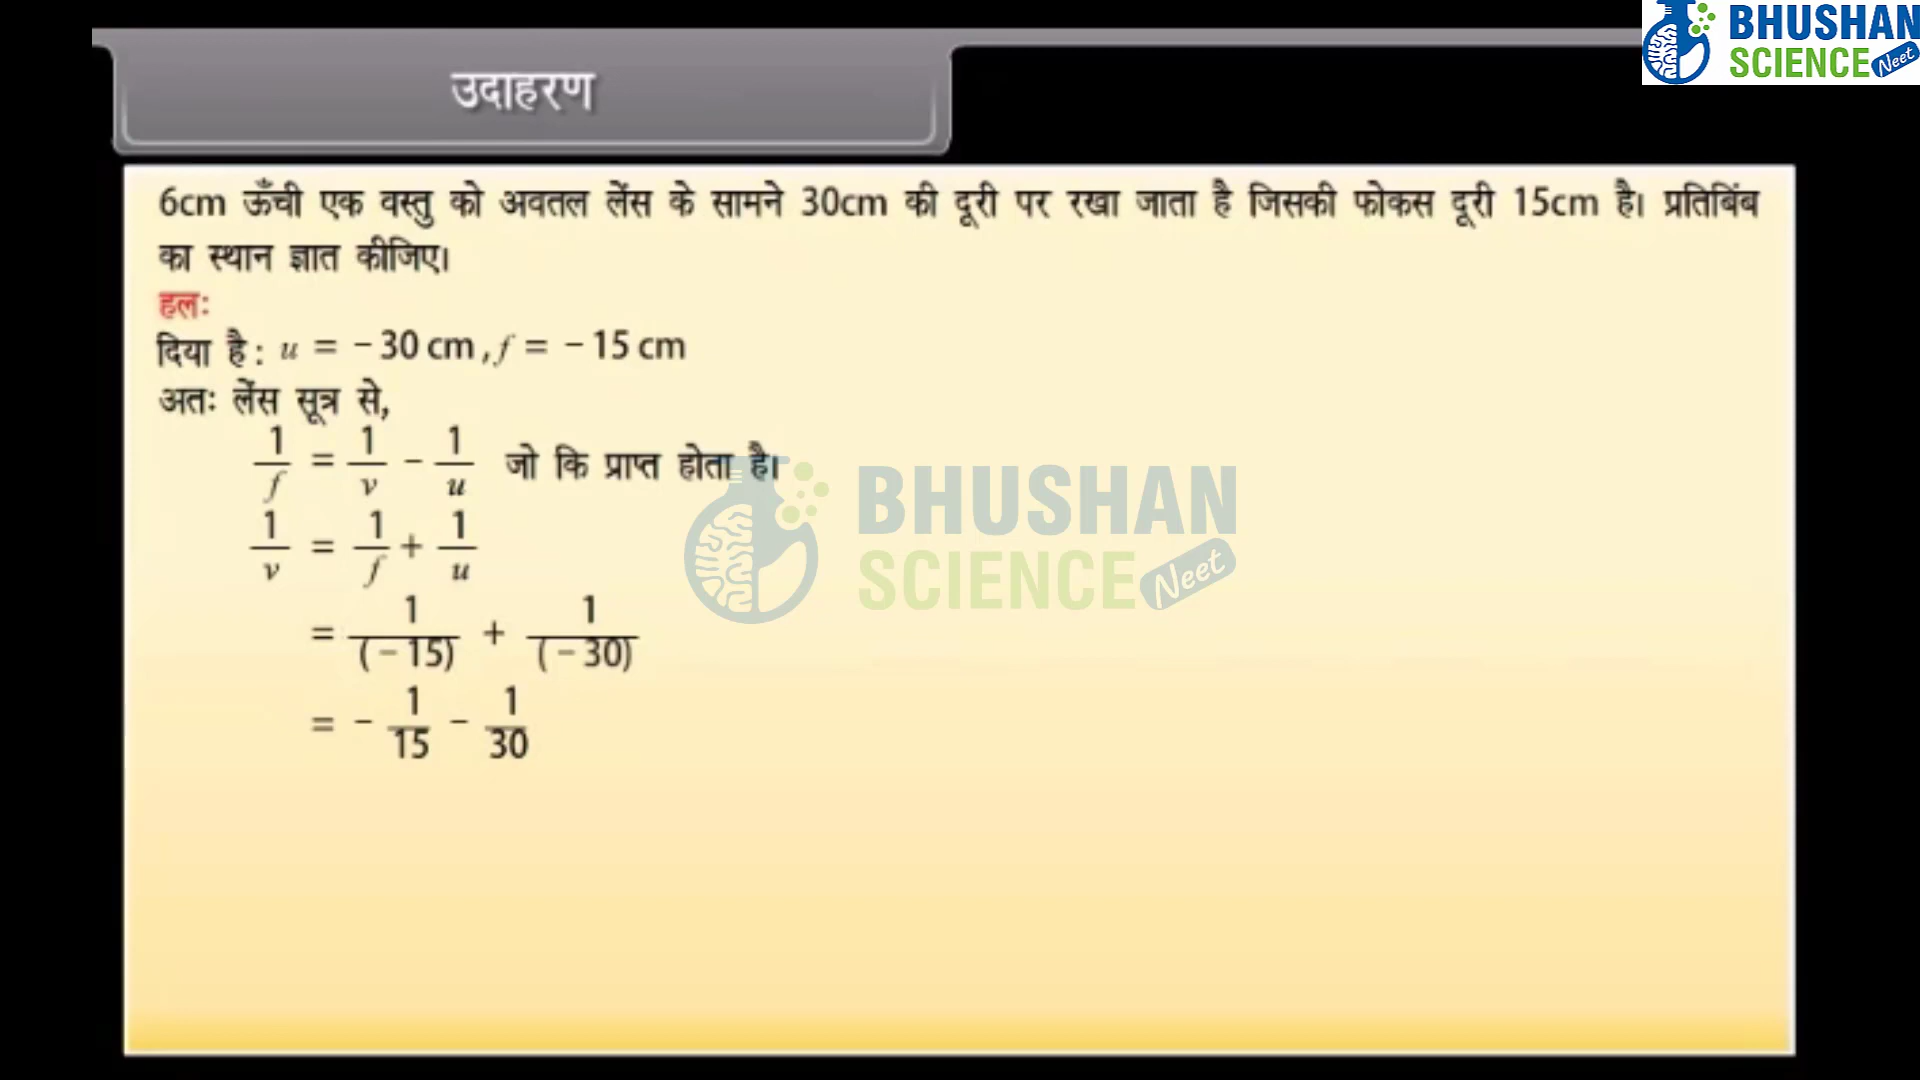 BHUSHAN
SCIENCE Neet
उदाहरण
6cm ऊँची एक वस्तु को अवतल लेंस के सामने 30cm की दूरी पर रखा जाता है जिसकी फोकस दूरी 15cm है। प्रतिबिंब
का स्थान ज्ञात कीजिए।
हलः
दिया है : u = - 30 cm , f = - 15 cm
अतः लेंस सूत्र से,
1/f = 1/v - 1/u जो कि प्राप्त होता है।
1/v = 1/f + 1/u
= 1/(-15) + 1/(-30)
= - 1/15 - 1/30
BHUSHAN
SCIENCE Neet